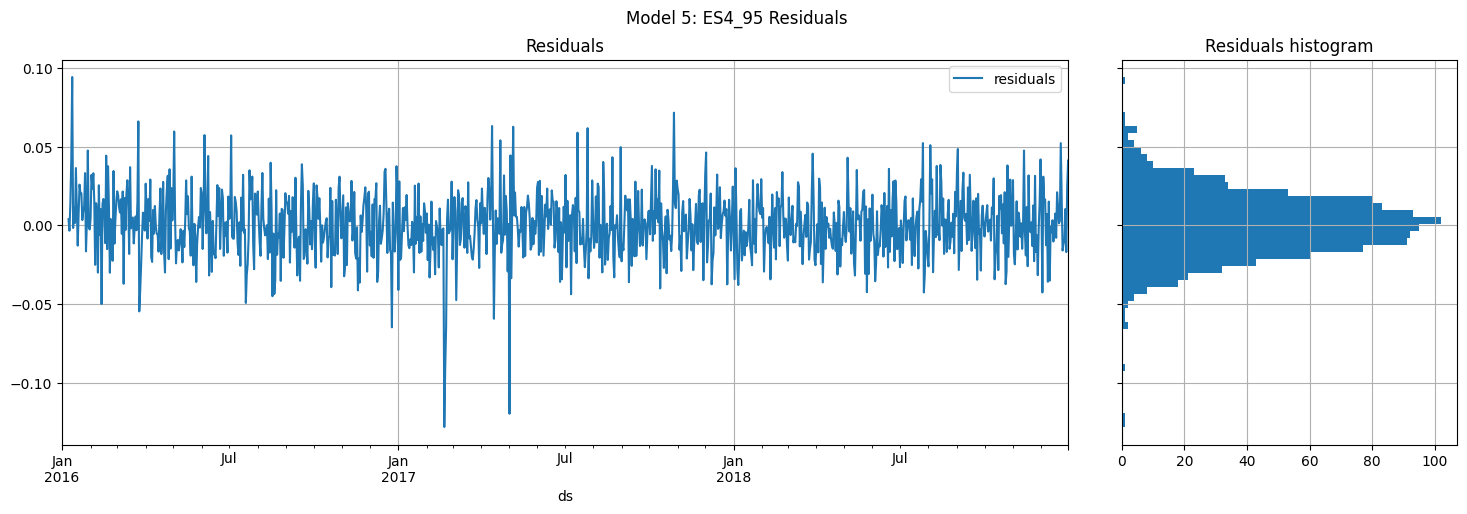 Model 5: ES4_95 Residuals
Residuals
Residuals histogram
residuals
0.10
0.05
0.00
−0.05
−0.10
Jan Jul Jan Jul Jan Jul
2016 2017 2018
ds
0 20 40 60 80 100